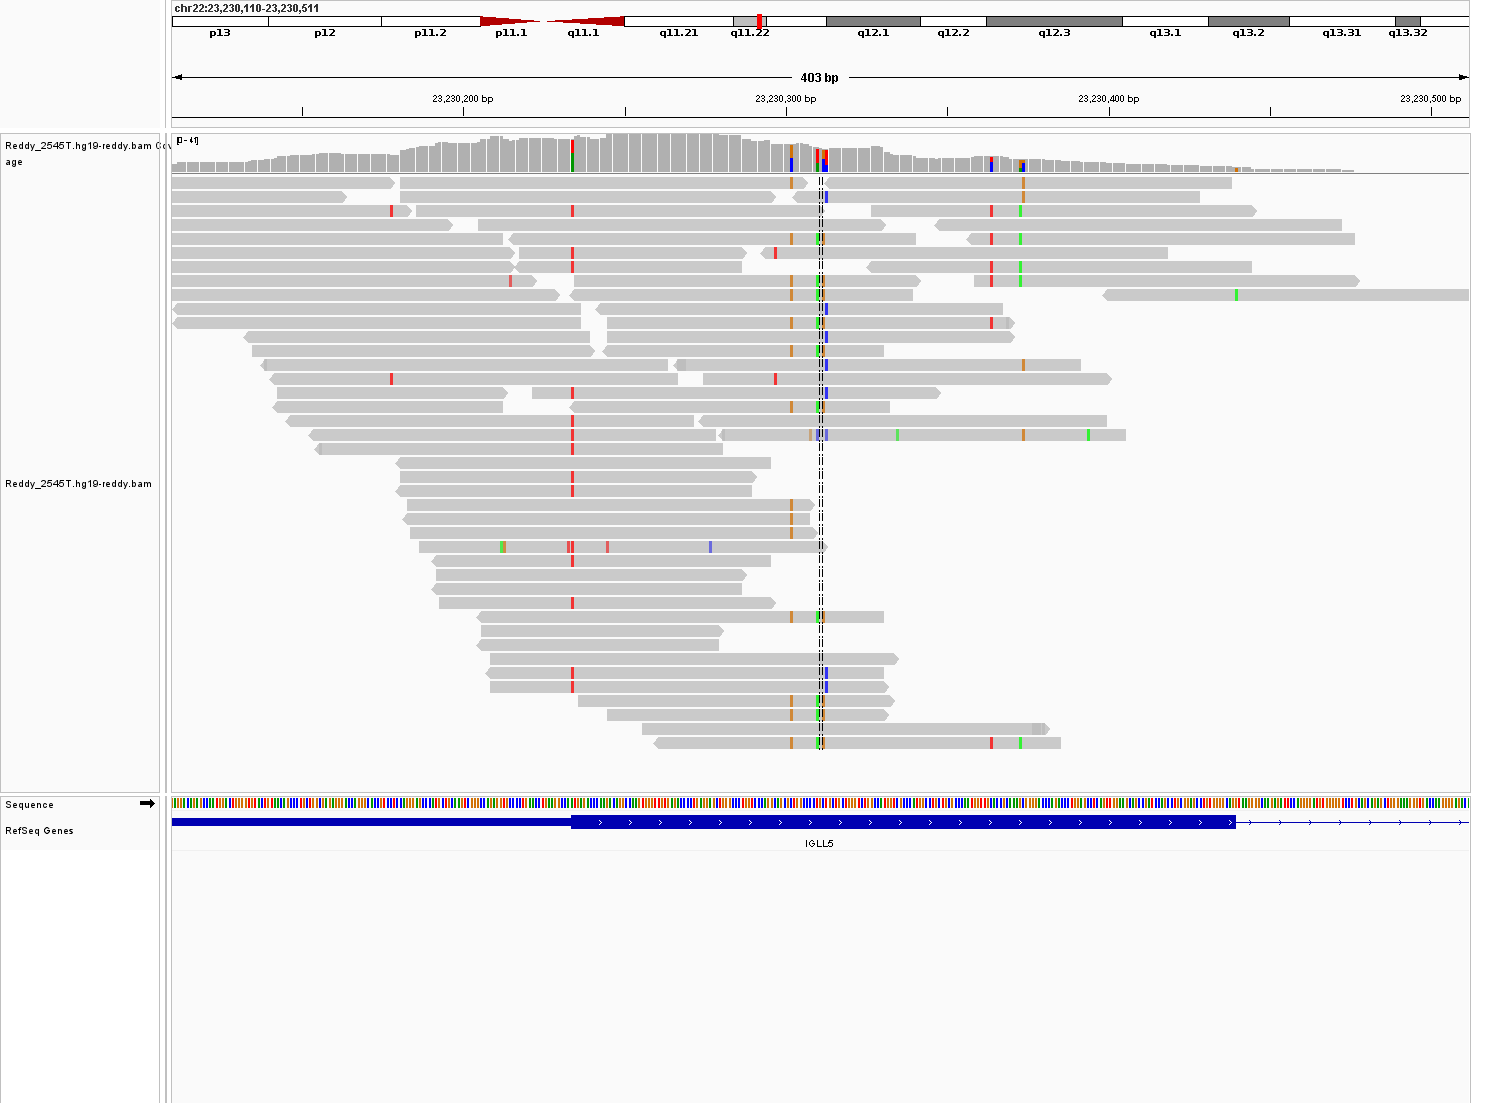 chr22:23,230,110-23,230,511
p13 p12 p11.2 p11.1 q11.1 q11.21 q11.22 q12.1 q12.2 q12.3 q13.1 q13.2 q13.31 q13.32
403 bp
23,230,200 bp 23,230,300 bp 23,230,400 bp 23,230,500 bp
[0 - 41]
Reddy_2545T.hg19-reddy.bam Cov
age
Reddy_2545T.hg19-reddy.bam
Sequence
RefSeq Genes
IGLL5